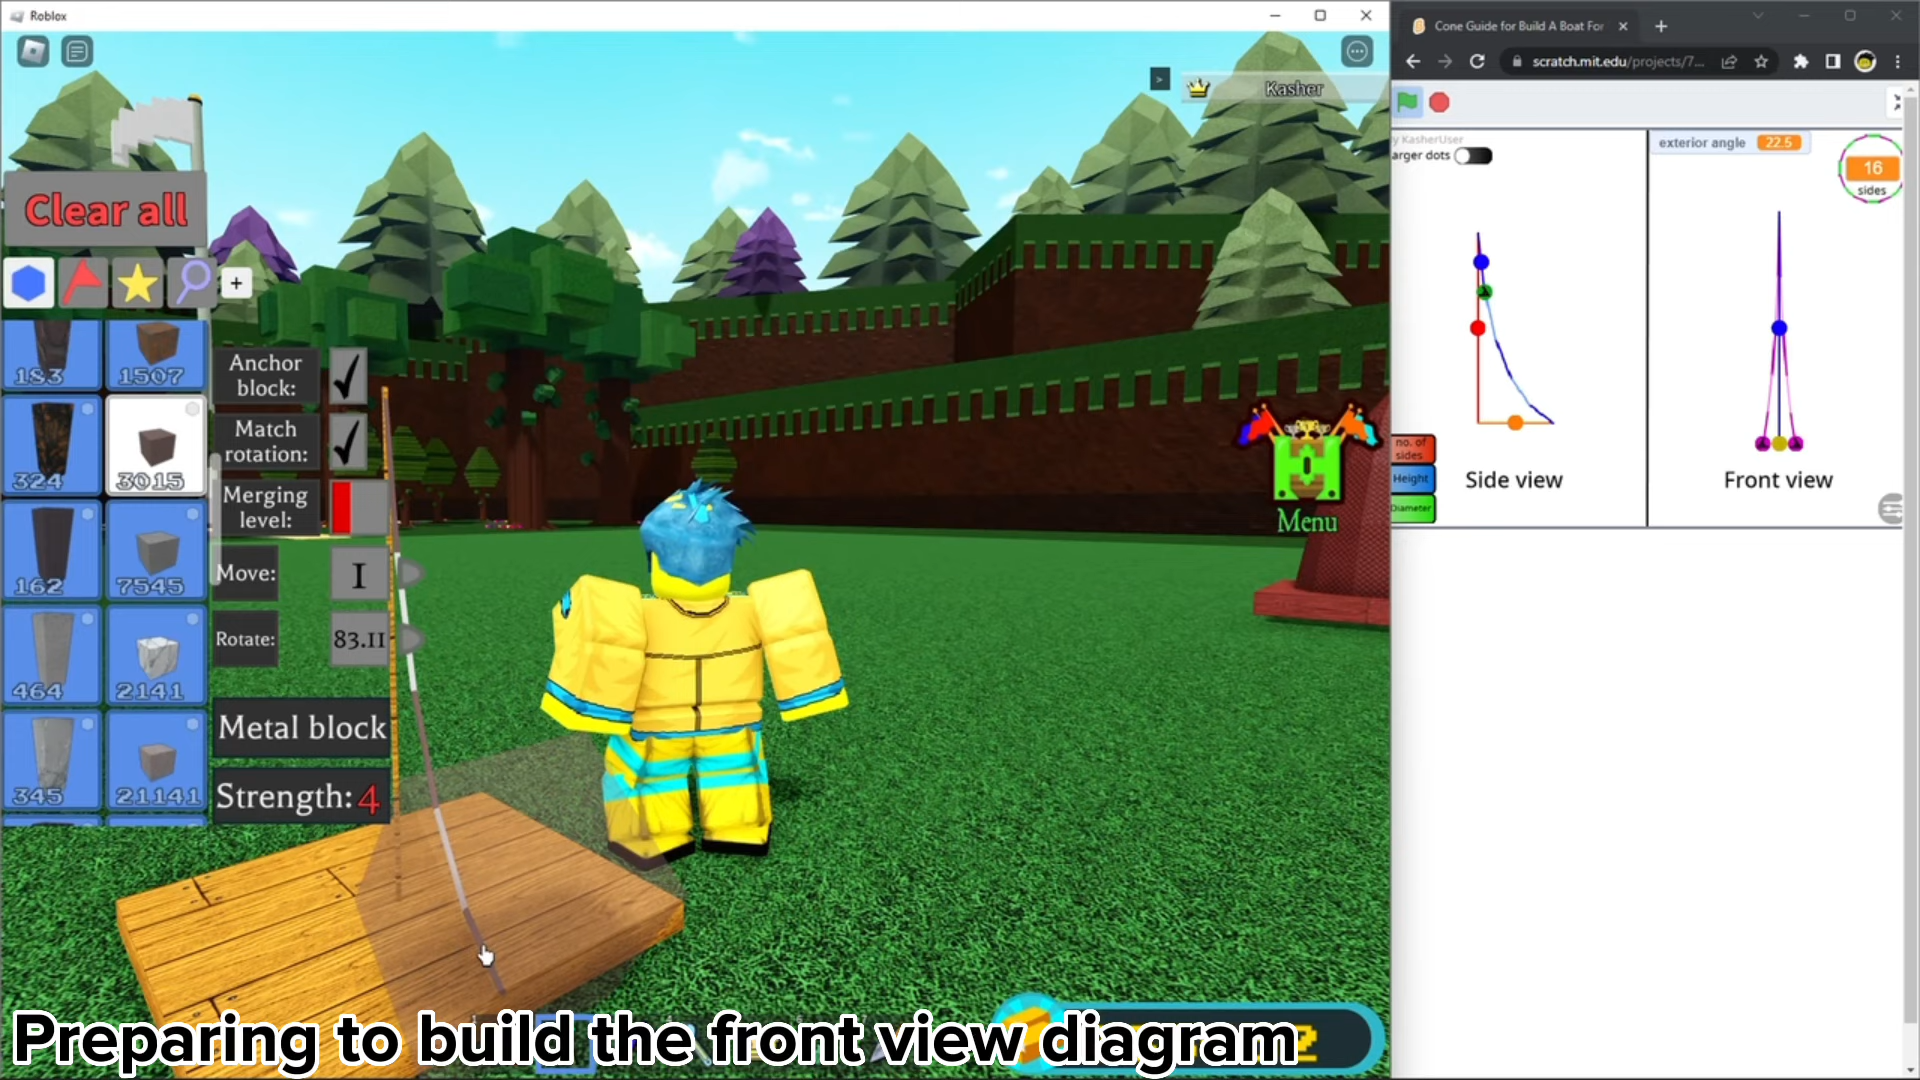 Roblox
Kasher
Clear all
+
>
183
1507
324
3015
162
7545
464
2141
345
21141
Anchor
block:
Match
rotation:
Merging
level:
Move:
I
Rotate:
83.11
Metal block
Strength: 4
Menu
Preparing to build the front view diagram
2
Cone Guide for Build A Boat For
scratch.mit.edu/projects/7...
y KasherUser
arger dots
exterior angle
22.5
16
sides
no. of
sides
Height
Diameter
Side view
Front view